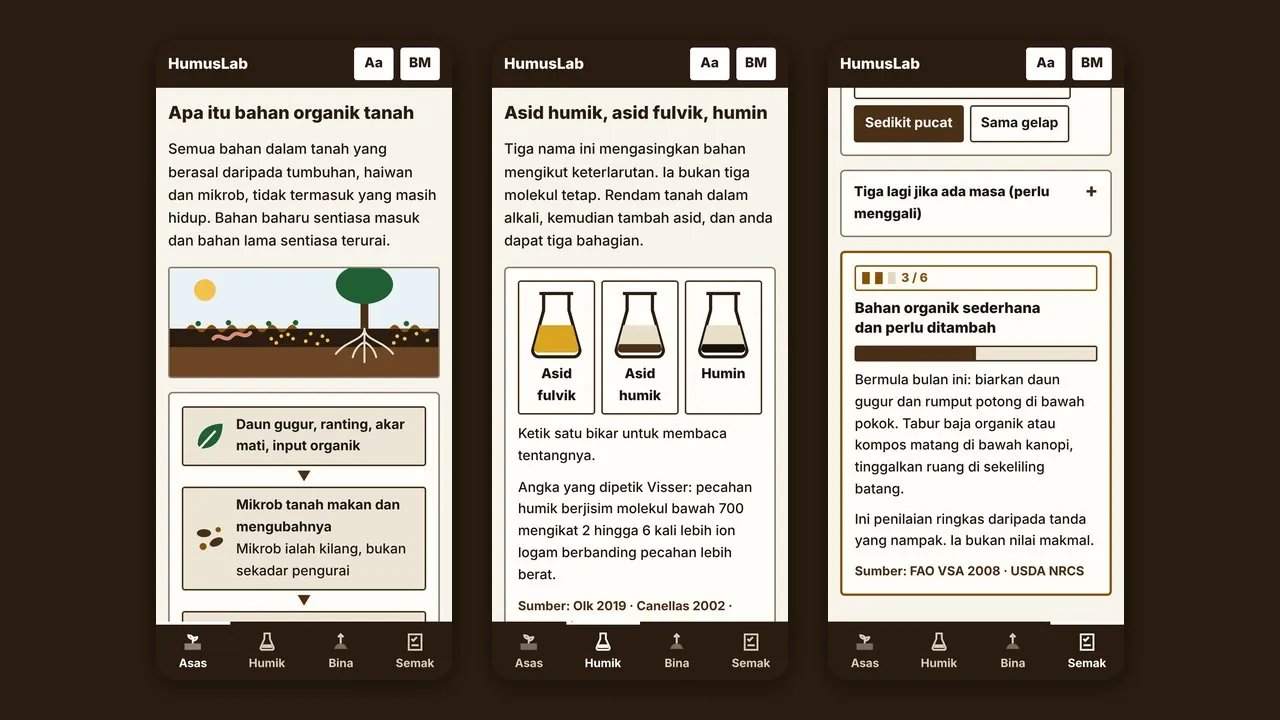 HumusLab
Aa
BM
Apa itu bahan organik tanah
Semua bahan dalam tanah yang
berasal daripada tumbuhan, haiwan
dan mikrob, tidak termasuk yang masih
hidup. Bahan baharu sentiasa masuk
dan bahan lama sentiasa terurai.
Daun gugur, ranting, akar
mati, input organik
Mikrob tanah makan dan
mengubahnya
Mikrob ialah kilang, bukan
sekadar pengurai
Asas
Humik
Bina
Semak
HumusLab
Aa
BM
Asid humik, asid fulvik, humin
Tiga nama ini mengasingkan bahan
mengikut keterlarutan. Ia bukan tiga
molekul tetap. Rendam tanah dalam
alkali, kemudian tambah asid, dan anda
dapat tiga bahagian.
Asid
fulvik
Asid
humik
Humin
Ketik satu bikar untuk membaca
tentangnya.
Angka yang dipetik Visser: pecahan
humik berjisim molekul bawah 700
mengikat 2 hingga 6 kali lebih ion
logam berbanding pecahan lebih
berat.
Sumber: Olk 2019 · Canellas 2002 ·
Asas
Humik
Bina
Semak
HumusLab
Aa
BM
Sedikit pucat
Sama gelap
Tiga lagi jika ada masa (perlu
menggali)
+
3 / 6
Bahan organik sederhana
dan perlu ditambah
Bermula bulan ini: biarkan daun
gugur dan rumput potong di bawah
pokok. Tabur baja organik atau
kompos matang di bawah kanopi,
tinggalkan ruang di sekeliling
batang.
Ini penilaian ringkas daripada tanda
yang nampak. Ia bukan nilai makmal.
Sumber: FAO VSA 2008 · USDA NRCS
Asas
Humik
Bina
Semak